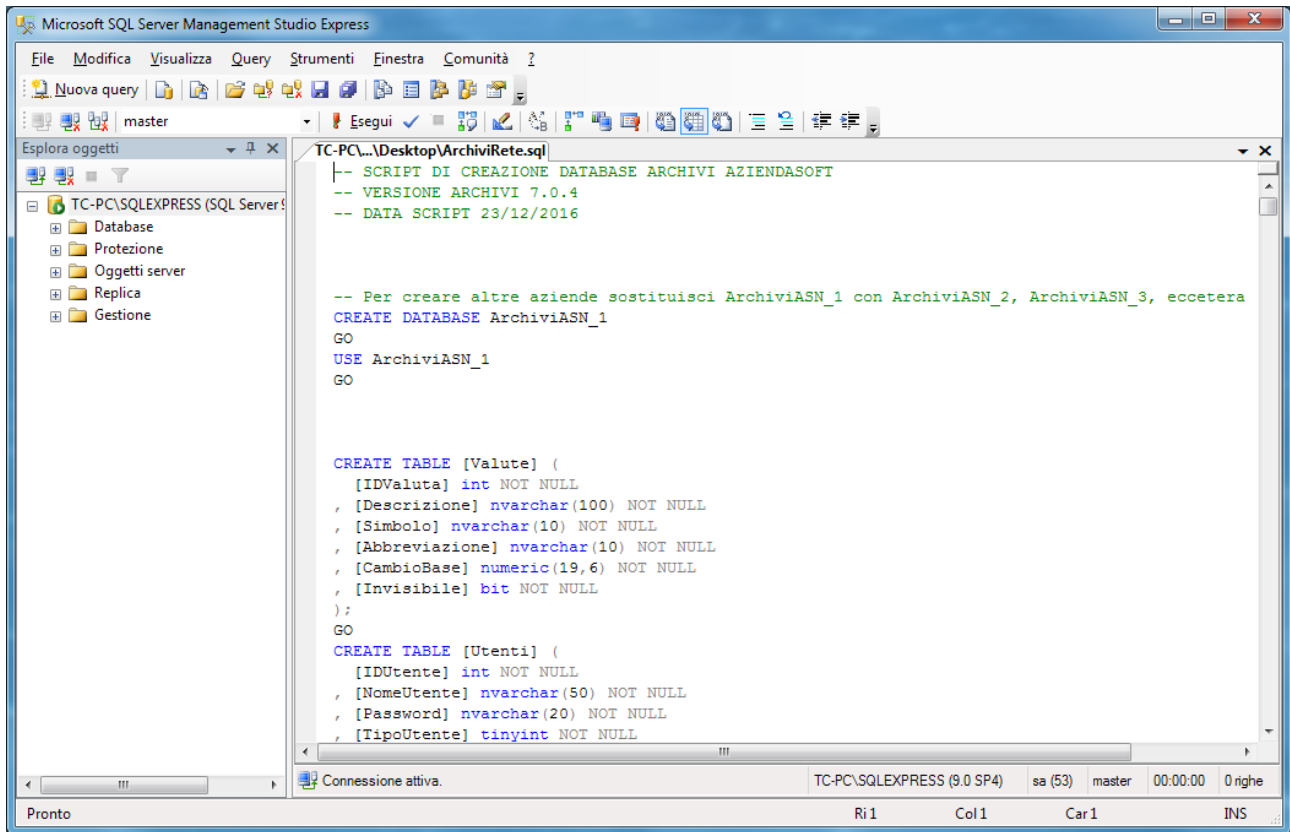 Microsoft SQL Server Management Studio Express
File Modifica Visualizza Query Strumenti Finestra Comunità ?
Nuova query
master Esegui
Esplora oggetti
TC-PC\SQLEXPRESS (SQL Server 9
Database
Protezione
Oggetti server
Replica
Gestione
TC-PC\...\Desktop\ArchiviRete.sql
-- SCRIPT DI CREAZIONE DATABASE ARCHIVI AZIENDASOFT
-- VERSIONE ARCHIVI 7.0.4
-- DATA SCRIPT 23/12/2016
-- Per creare altre aziende sostituisci ArchiviASN_1 con ArchiviASN_2, ArchiviASN_3, eccetera
CREATE DATABASE ArchiviASN_1
GO
USE ArchiviASN_1
GO
CREATE TABLE [Valute] (
[IDValuta] int NOT NULL
, [Descrizione] nvarchar(100) NOT NULL
, [Simbolo] nvarchar(10) NOT NULL
, [Abbreviazione] nvarchar(10) NOT NULL
, [CambioBase] numeric(19,6) NOT NULL
, [Invisibile] bit NOT NULL
);
GO
CREATE TABLE [Utenti] (
[IDUtente] int NOT NULL
, [NomeUtente] nvarchar(50) NOT NULL
, [Password] nvarchar(20) NOT NULL
, [TipoUtente] tinyint NOT NULL
Connessione attiva. TC-PC\SQLEXPRESS (9.0 SP4) sa (53) master 00:00:00 0 righe
Pronto Ri 1 Col 1 Car 1 INS